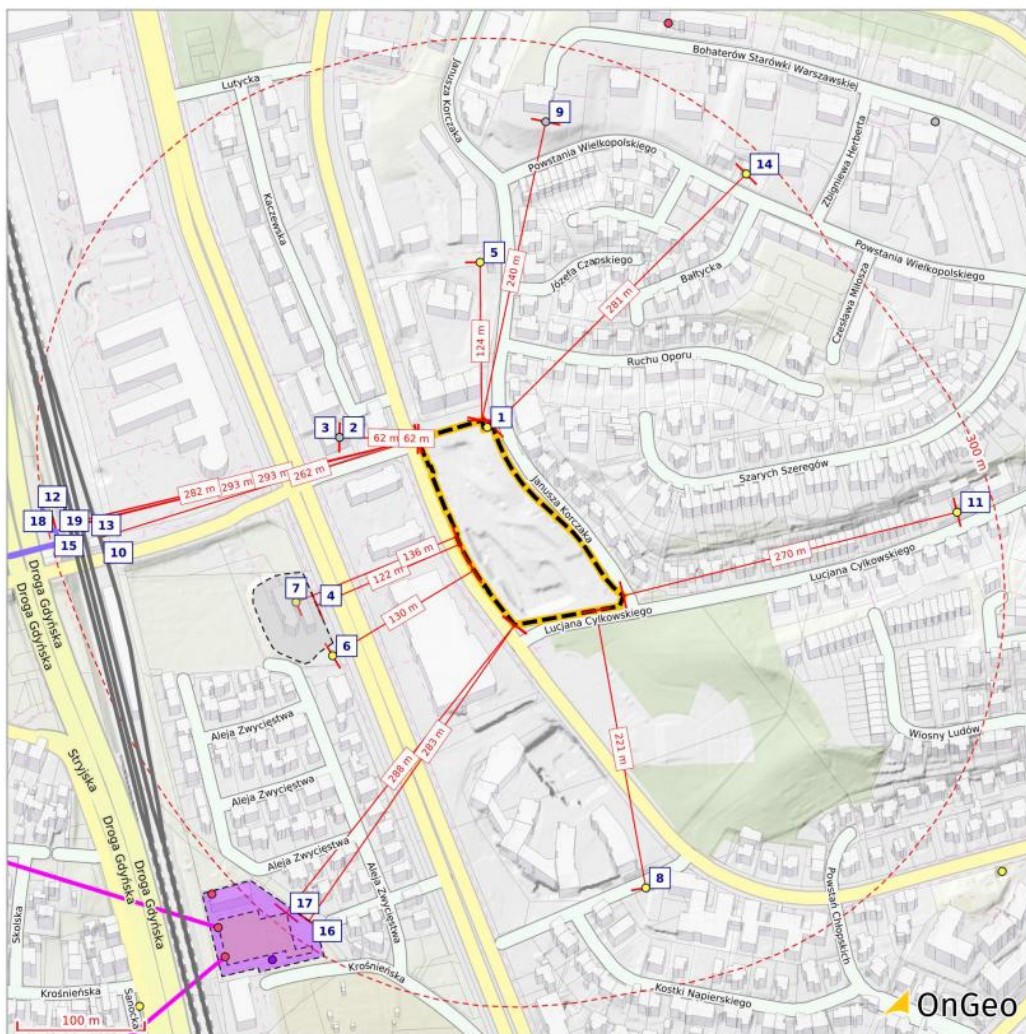 Bohaterów Starówki Warszawskiej
Lutycka
Janusza Korczaka
9
Powstania Wielkopolskiego
14
Zbigniewa Herberta
Kaczewska
5
240 m
Józefa Czapskiego
Bałtycka
Powstania Wielkopolskiego
281 m
Czesława Miłosza
124 m
Ruchu Oporu
3
2
1
62 m
62 m
300 m
Szarych Szeregów
282 m
293 m
293 m
262 m
Janusza Korczaka
12
18
19
13
15
10
11
270 m
136 m
122 m
Lucjana Cylkowskiego
7
4
130 m
Lucjana Cylkowskiego
6
Droga Gdyńska
Droga Gdyńska
Aleja Zwycięstwa
Wiosny Ludów
221 m
283 m
288 m
Stryjska
Aleja Zwycięstwa
Droga Gdyńska
Droga Gdyńska
Aleja Zwycięstwa
Aleja Zwycięstwa
8
17
16
Powstań Chłopskich
Skolska
Krośnieńska
Krośnieńska
Sanocka
Kostki Napierskiego
100 m
OnGeo